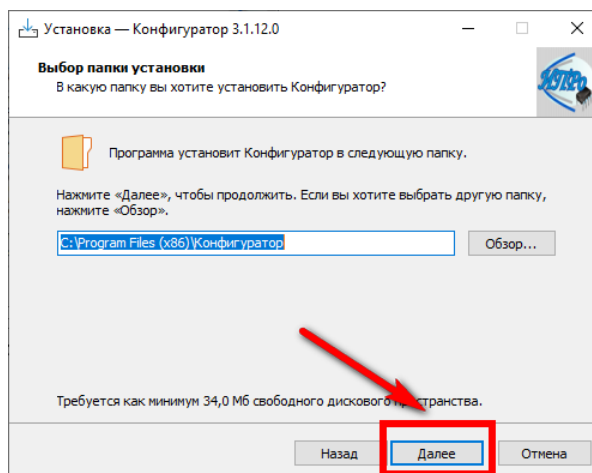 Установка — Конфигуратор 3.1.12.0
Выбор папки установки
В какую папку вы хотите установить Конфигуратор?
Программа установит Конфигуратор в следующую папку.
Нажмите «Далее», чтобы продолжить. Если вы хотите выбрать другую папку,
нажмите «Обзор».
C:\Program Files (x86)\Конфигуратор
Обзор...
Требуется как минимум 34,0 Мб свободного дискового пространства.
Назад
Далее
Отмена